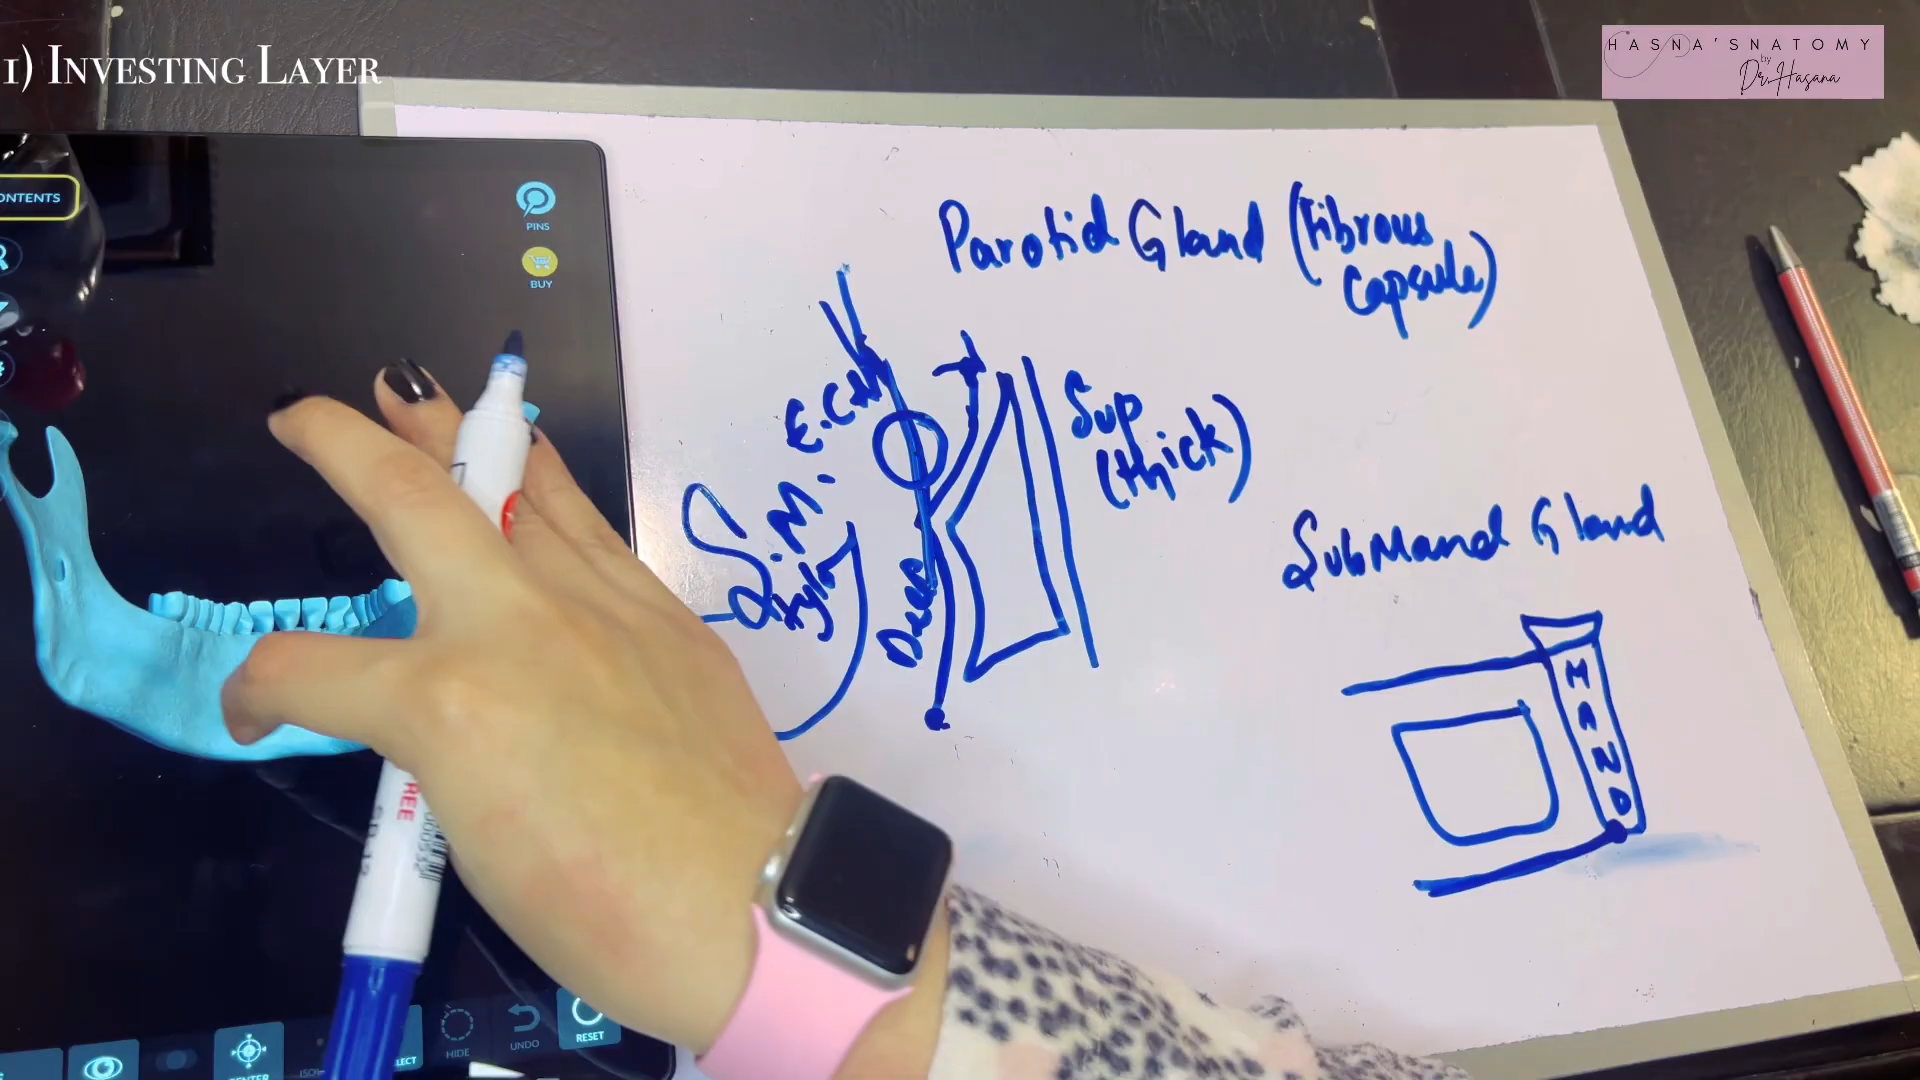 1) INVESTING LAYER
HASNA'SNATOMY
by
Dr.Hasana
CONTENTS
PINS
BUY
Parotid Gland (Fibrous
capsule)
Sup
(thick)
Deep
SubMand Gland
MAND
REE
HIDE
UNDO
RESET